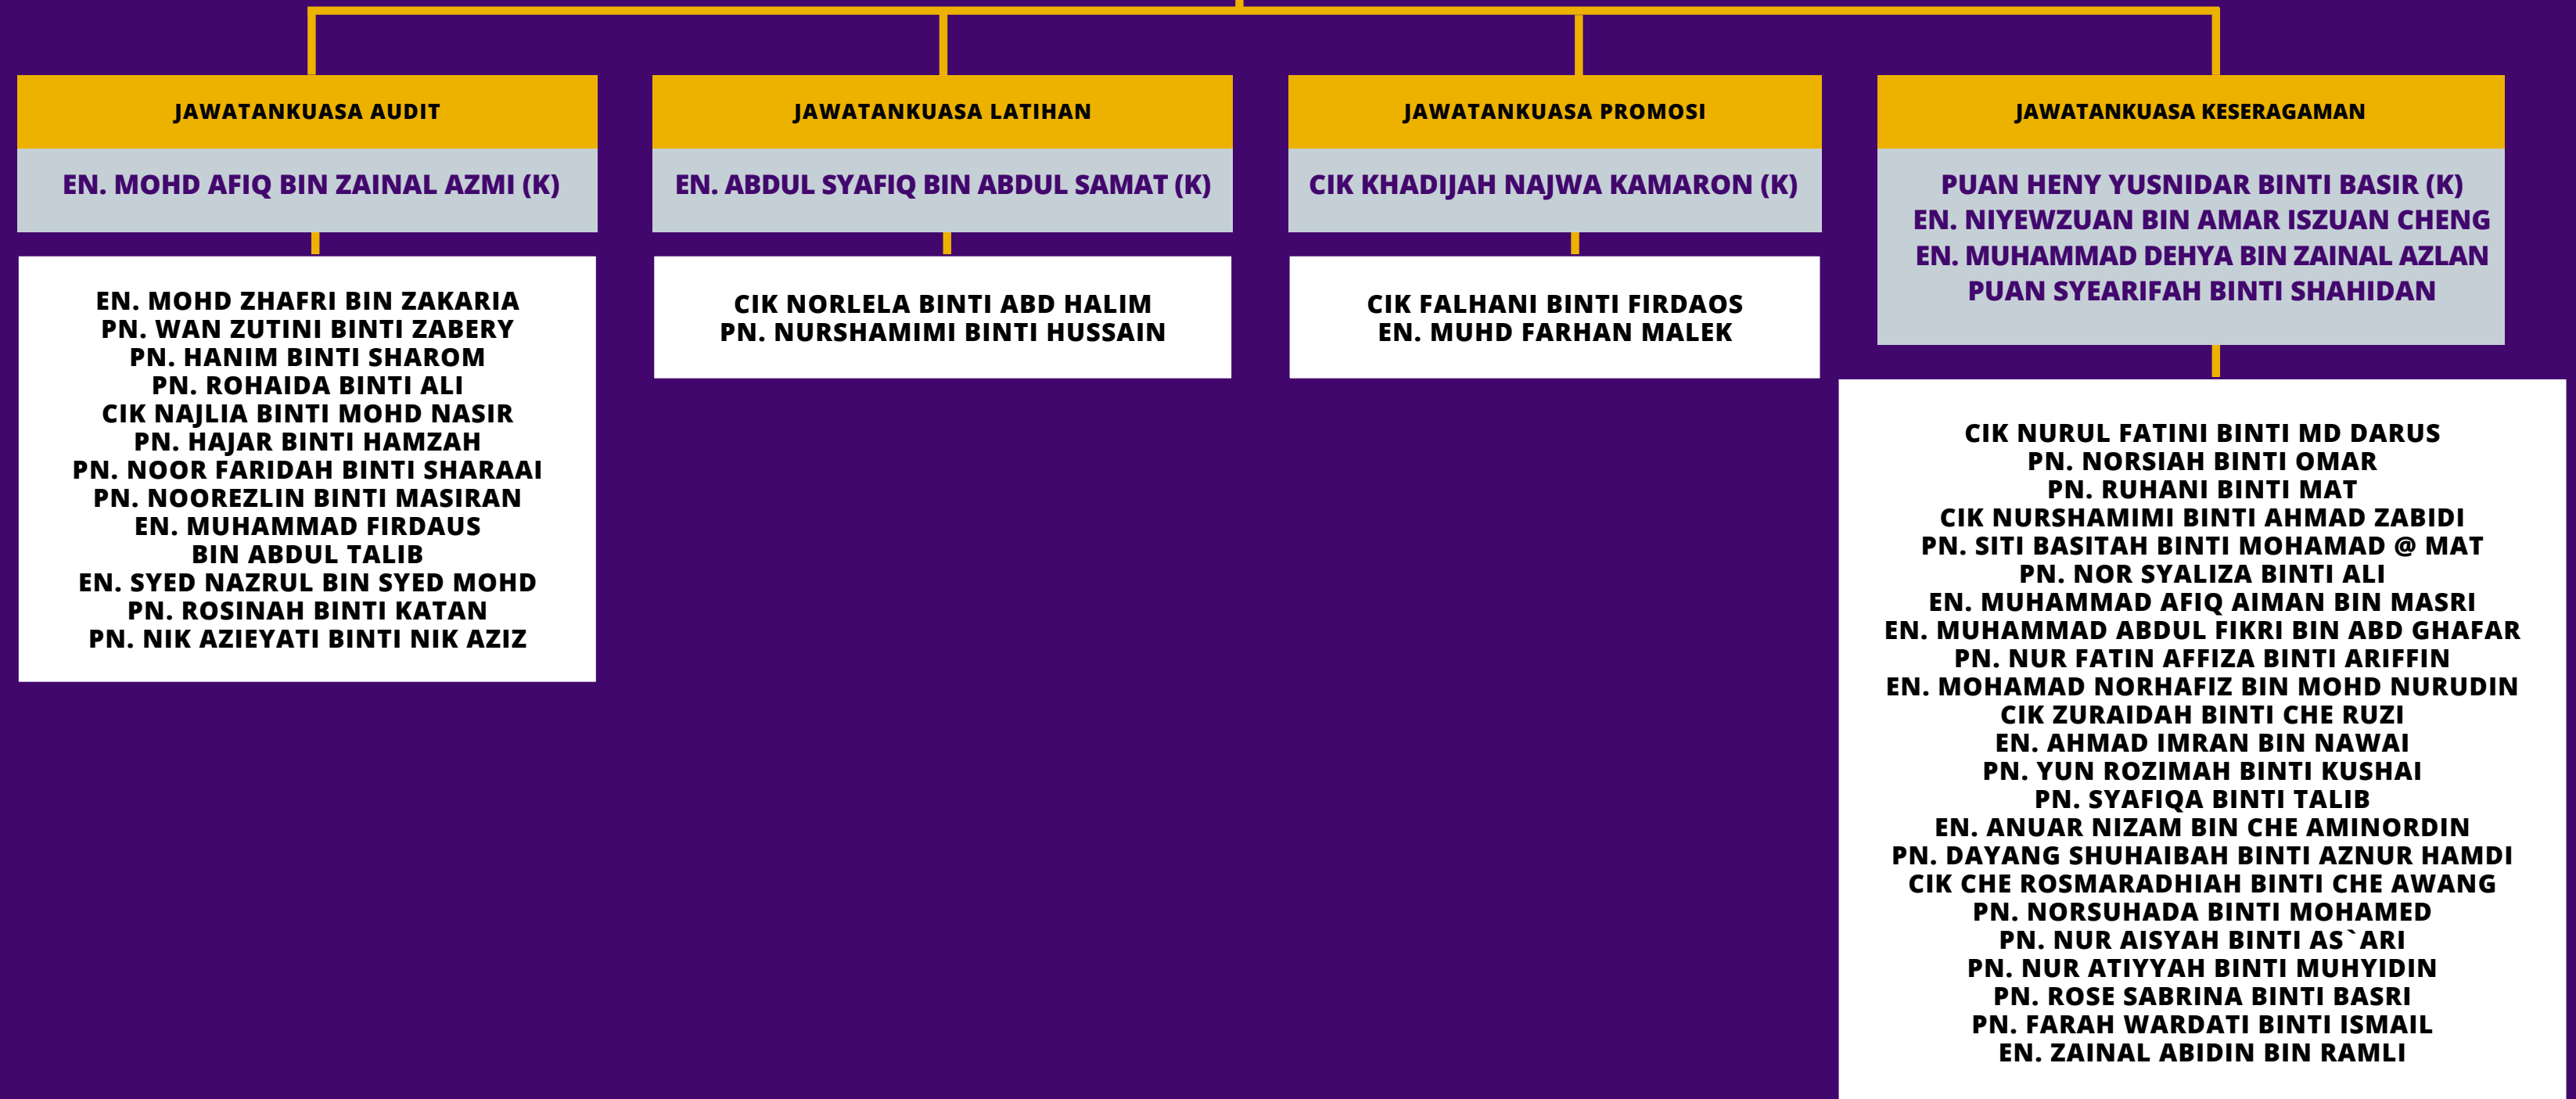 JAWATANKUASA AUDIT
EN. MOHD AFIQ BIN ZAINAL AZMI (K)
EN. MOHD ZHAFRI BIN ZAKARIA
PN. WAN ZUTINI BINTI ZABERY
PN. HANIM BINTI SHAROM
PN. ROHAIDA BINTI ALI
CIK NAJLIA BINTI MOHD NASIR
PN. HAJAR BINTI HAMZAH
PN. NOOR FARIDAH BINTI SHARAAI
PN. NOOREZLIN BINTI MASIRAN
EN. MUHAMMAD FIRDAUS
BIN ABDUL TALIB
EN. SYED NAZRUL BIN SYED MOHD
PN. ROSINAH BINTI KATAN
PN. NIK AZIEYATI BINTI NIK AZIZ
JAWATANKUASA LATIHAN
EN. ABDUL SYAFIQ BIN ABDUL SAMAT (K)
CIK NORLELA BINTI ABD HALIM
PN. NURSHAMIMI BINTI HUSSAIN
JAWATANKUASA PROMOSI
CIK KHADIJAH NAJWA KAMARON (K)
CIK FALHANI BINTI FIRDAOS
EN. MUHD FARHAN MALEK
JAWATANKUASA KESERAGAMAN
PUAN HENY YUSNIDAR BINTI BASIR (K)
EN. NIYEWZUAN BIN AMAR ISZUAN CHENG
EN. MUHAMMAD DEHYA BIN ZAINAL AZLAN
PUAN SYEARIFAH BINTI SHAHIDAN
CIK NURUL FATINI BINTI MD DARUS
PN. NORSIAH BINTI OMAR
PN. RUHANI BINTI MAT
CIK NURSHAMIMI BINTI AHMAD ZABIDI
PN. SITI BASITAH BINTI MOHAMAD @ MAT
PN. NOR SYALIZA BINTI ALI
EN. MUHAMMAD AFIQ AIMAN BIN MASRI
EN. MUHAMMAD ABDUL FIKRI BIN ABD GHAFAR
PN. NUR FATIN AFFIZA BINTI ARIFFIN
EN. MOHAMAD NORHAFIZ BIN MOHD NURUDIN
CIK ZURAIDAH BINTI CHE RUZI
EN. AHMAD IMRAN BIN NAWAI
PN. YUN ROZIMAH BINTI KUSHAI
PN. SYAFIQA BINTI TALIB
EN. ANUAR NIZAM BIN CHE AMINORDIN
PN. DAYANG SHUHAIBAH BINTI AZNUR HAMDI
CIK CHE ROSMARADHIAH BINTI CHE AWANG
PN. NORSUHADA BINTI MOHAMED
PN. NUR AISYAH BINTI AS`ARI
PN. NUR ATIYYAH BINTI MUHYIDIN
PN. ROSE SABRINA BINTI BASRI
PN. FARAH WARDATI BINTI ISMAIL
EN. ZAINAL ABIDIN BIN RAMLI